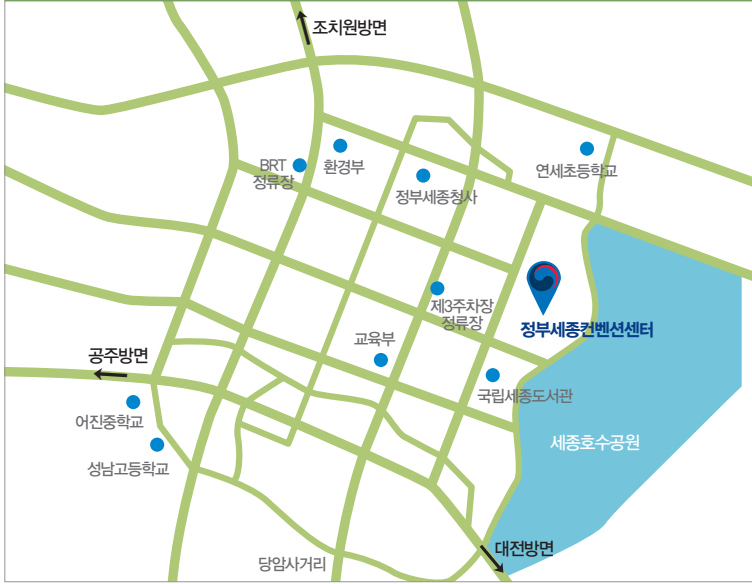 조치원방면
BRT
정류장
환경부
정부세종청사
연세초등학교
제3주차장
정류장
정부세종컨벤션센터
교육부
공주방면
국립세종도서관
어진중학교
성남고등학교
세종호수공원
대전방면
당암사거리